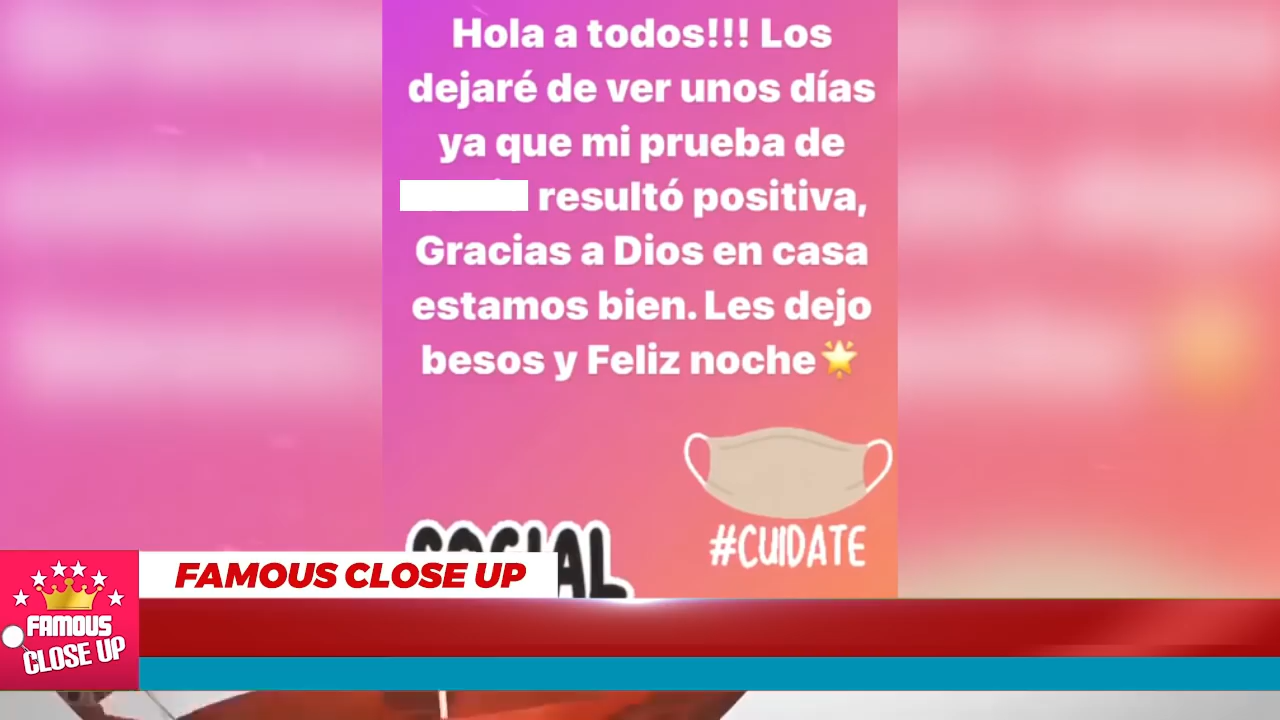 Hola a todos!!! Los
dejaré de ver unos días
ya que mi prueba de
resultó positiva,
Gracias a Dios en casa
estamos bien. Les dejo
besos y Feliz noche🌟
#CUIDATE
SOCIAL
FAMOUS CLOSE UP
FAMOUS
CLOSE UP